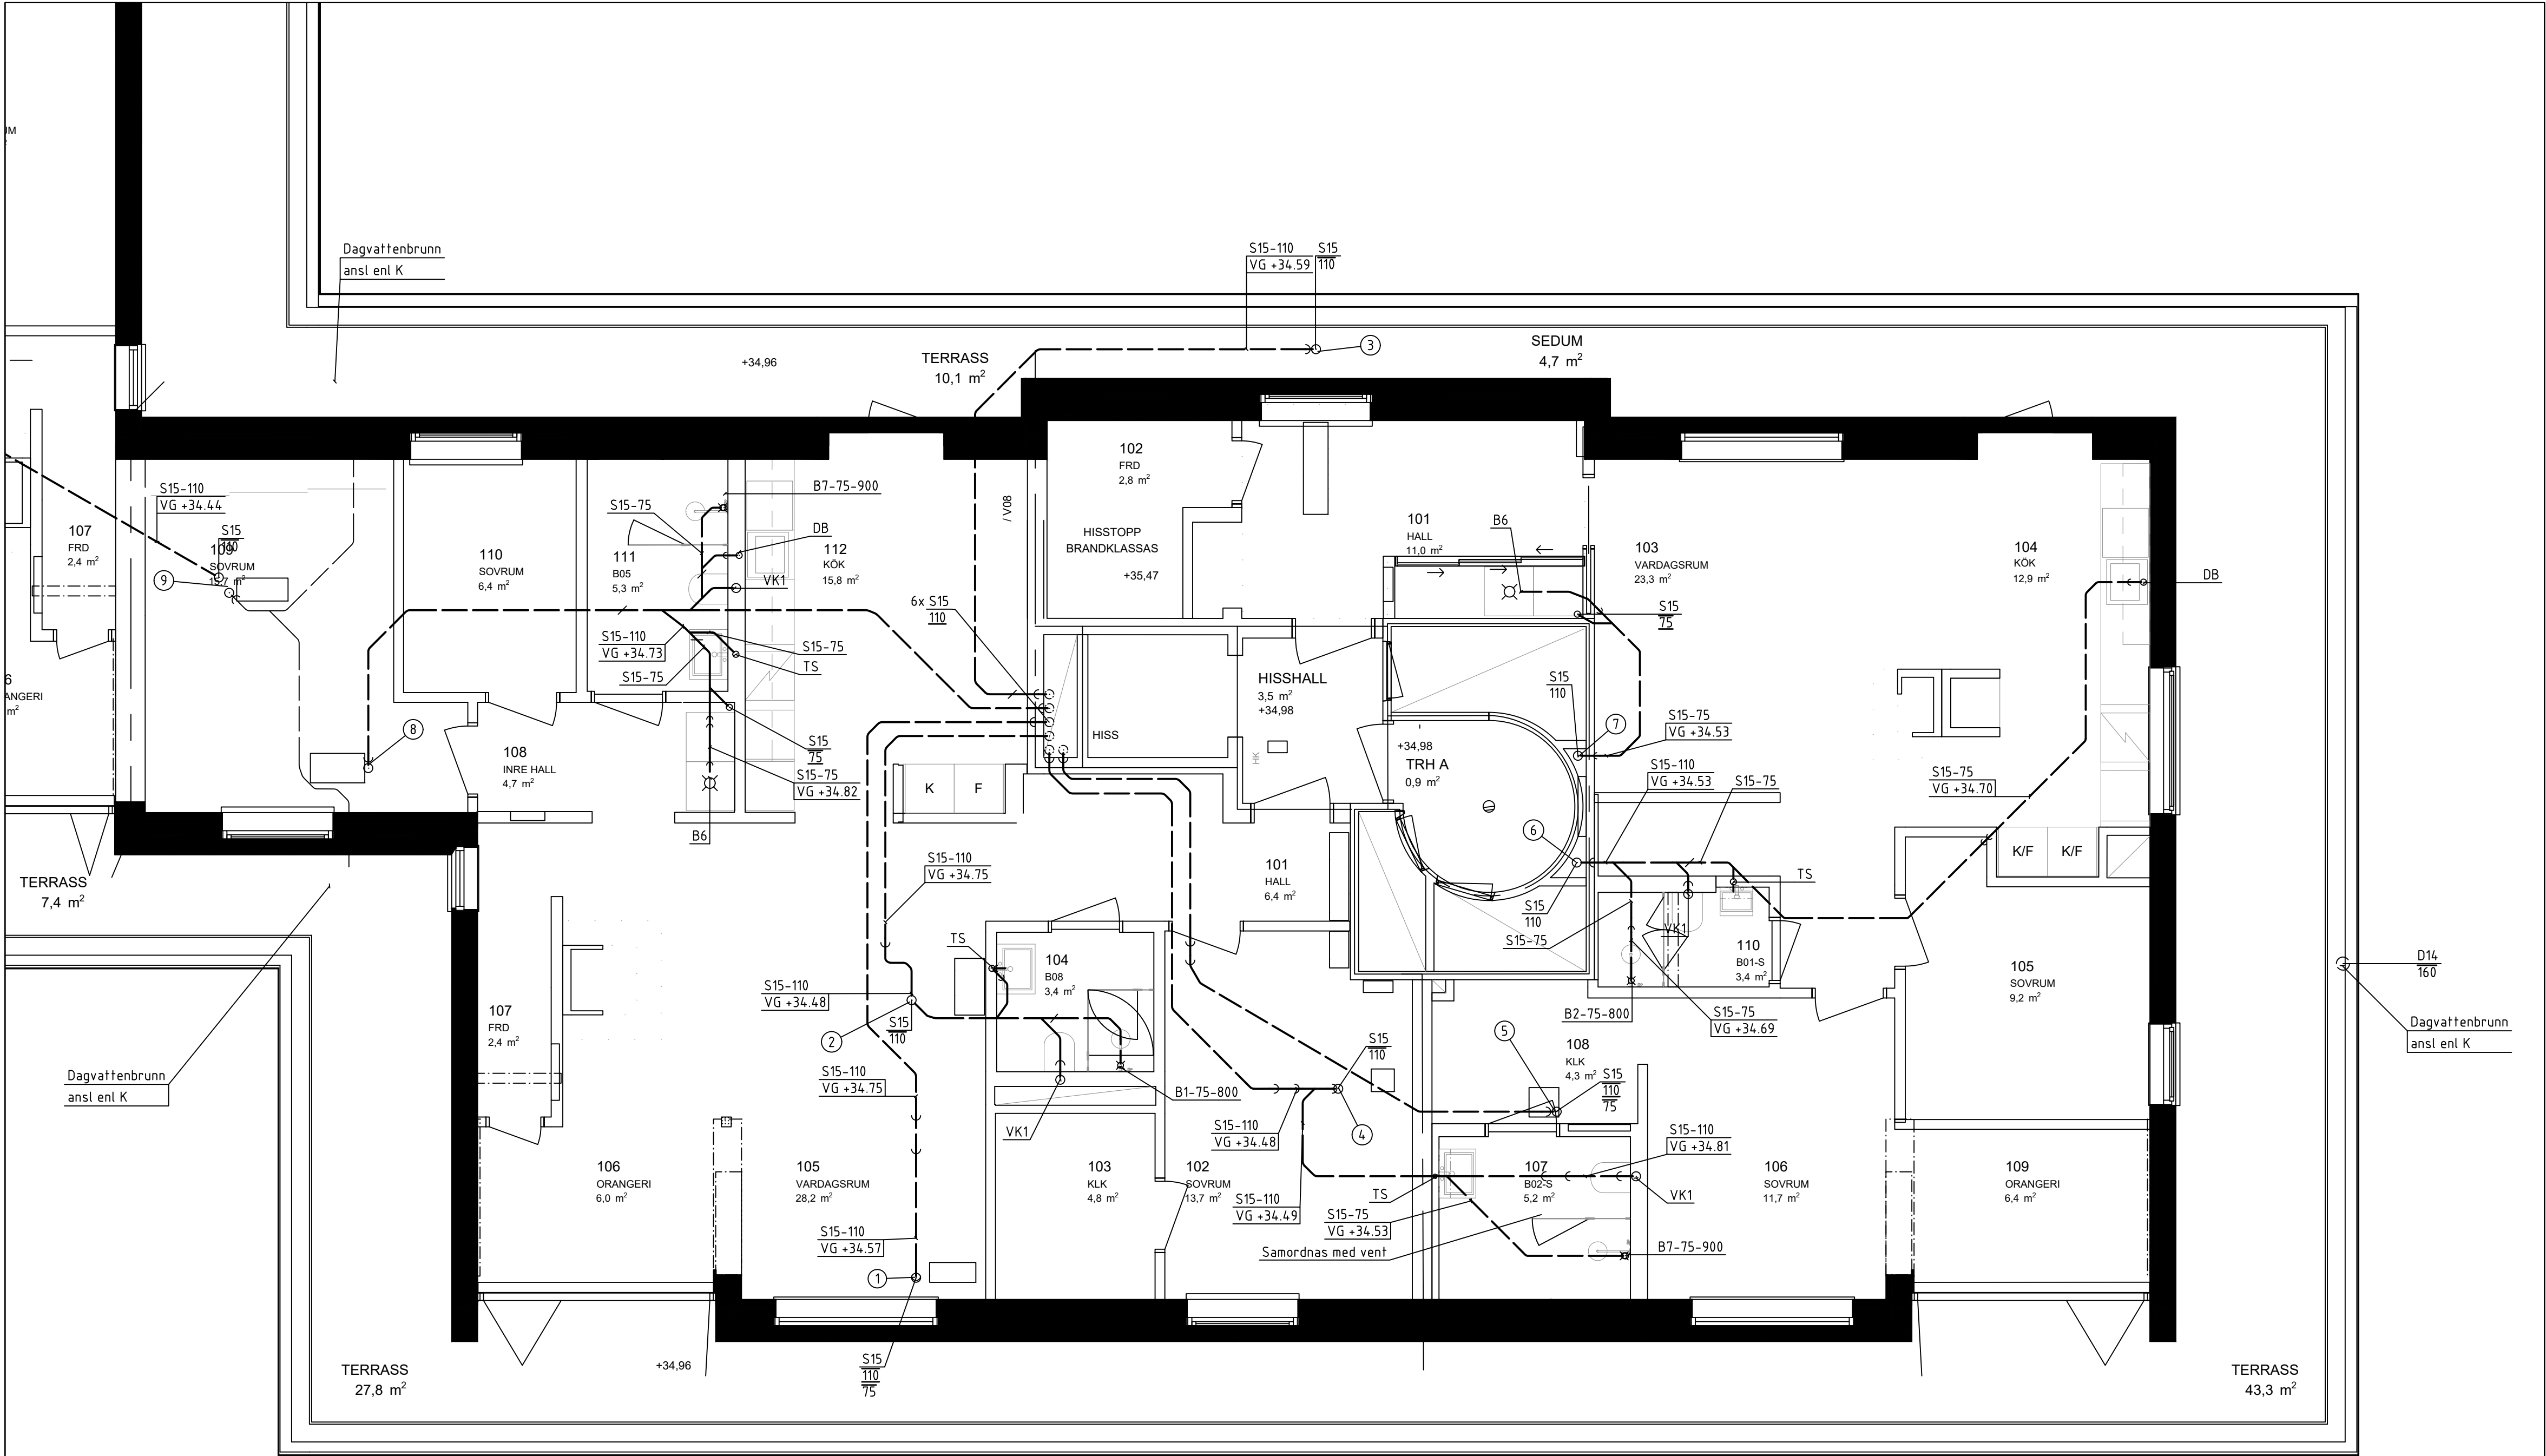 UM
Dagvattenbrunn
ansl enl K
+34,96
TERRASS
10,1 m²
S15-110
VG +34.59
S15
110
3
SEDUM
4,7 m²
107
FRD
2,4 m²
6
ANGERI
m²
S15-110
VG +34.44
S15
110
109
SOVRUM
15,7 m²
9
110
SOVRUM
6,4 m²
111
B05
5,3 m²
S15-75
B7-75-900
DB
112
KÖK
15,8 m²
VK1
S15-110
VG +34.73
S15-75
S15-75
TS
6x S15
110
/ V08
102
FRD
2,8 m²
HISSTOPP
BRANDKLASSAS
+35,47
101
HALL
11,0 m²
B6
103
VARDAGSRUM
23,3 m²
S15
75
104
KÖK
12,9 m²
DB
8
108
INRE HALL
4,7 m²
S15
75
S15-75
VG +34.82
B6
K
F
HISS
HISSHALL
3,5 m²
+34,98
HK
+34,98
TRH A
0,9 m²
S15
110
7
S15-75
VG +34.53
S15-110
VG +34.53
S15-75
S15-75
VG +34.70
6
K/F
K/F
TERRASS
7,4 m²
S15-110
VG +34.75
101
HALL
6,4 m²
S15
110
S15-75
TS
VK1
110
B01-S
3,4 m²
105
SOVRUM
9,2 m²
D14
160
Dagvattenbrunn
ansl enl K
TS
104
B08
3,4 m²
S15-110
VG +34.48
S15
110
2
107
FRD
2,4 m²
B2-75-800
S15-75
VG +34.69
5
108
KLK
4,3 m²
S15
110
75
S15
110
4
Dagvattenbrunn
ansl enl K
S15-110
VG +34.75
B1-75-800
VK1
S15-110
VG +34.48
S15-110
VG +34.81
106
ORANGERI
6,0 m²
105
VARDAGSRUM
28,2 m²
103
KLK
4,8 m²
102
SOVRUM
13,7 m²
S15-110
VG +34.49
TS
107
B02-S
5,2 m²
VK1
106
SOVRUM
11,7 m²
109
ORANGERI
6,4 m²
S15-75
VG +34.53
Samordnas med vent
B7-75-900
S15-110
VG +34.57
1
S15
110
75
TERRASS
27,8 m²
+34,96
TERRASS
43,3 m²